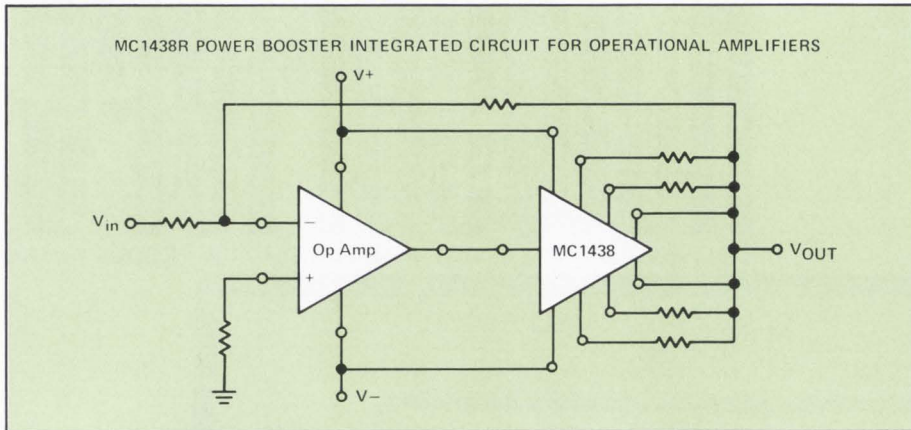 MC1438R POWER BOOSTER INTEGRATED CIRCUIT FOR OPERATIONAL AMPLIFIERS
V+
Vin
−
Op Amp
+
MC1438
VOUT
V−